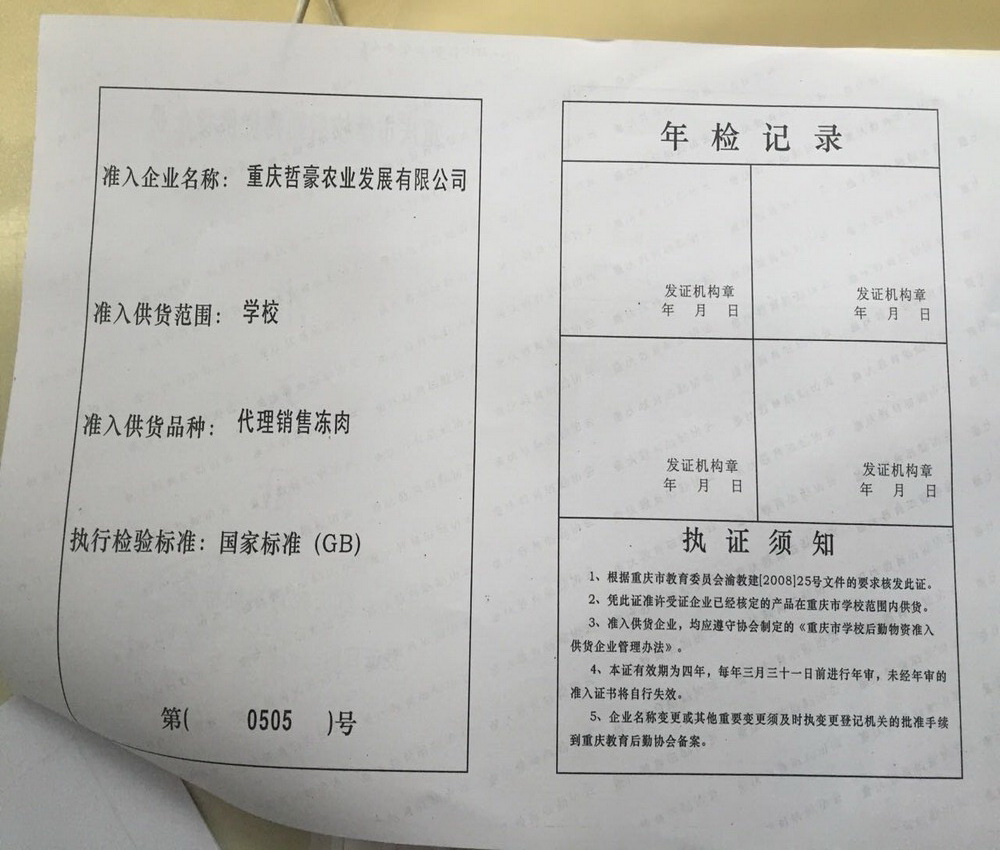 准入企业名称：重庆哲豪农业发展有限公司
准入供货范围：学校
准入供货品种：代理销售冻肉
执行检验标准：国家标准（GB）
第( 0505 )号
年检记录
发证机构章
年 月 日
发证机构章
年 月 日
发证机构章
年 月 日
发证机构章
年 月 日
执证须知
1、根据重庆市教育委员会渝教建[2008]25号文件的要求核发此证。
2、凭此证准许受证企业已经核定的产品在重庆市学校范围内供货。
3、准入供货企业，均应遵守协会制定的《重庆市学校后勤物资准入
供货企业管理办法》。
4、本证有效期为四年，每年三月三十一日前进行年审，未经年审的
准入证书将自行失效。
5、企业名称变更或其他重要变更须及时执变更登记机关的批准手续
到重庆教育后勤协会备案。